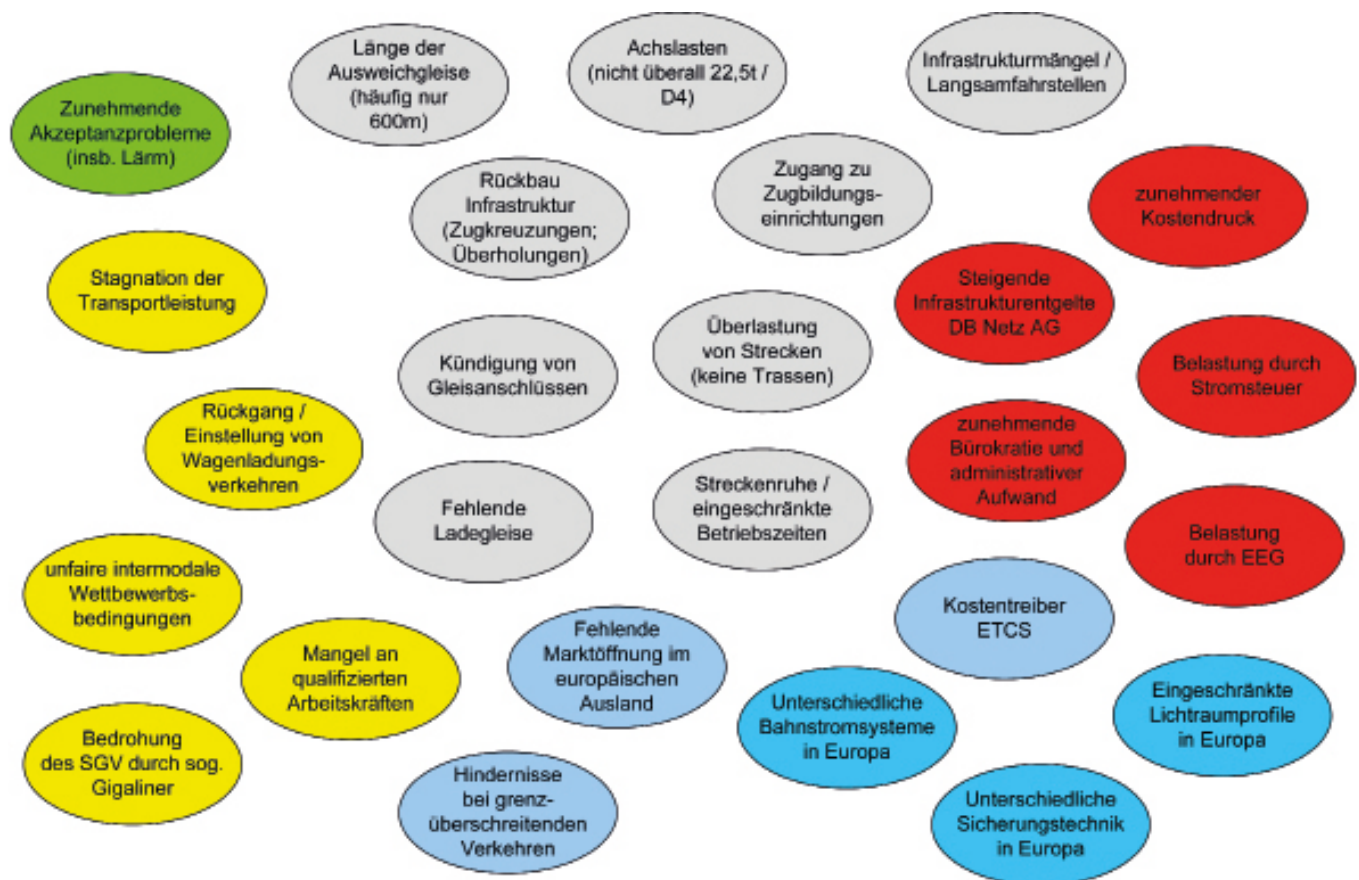 Zunehmende
Akzeptanzprobleme
(insb. Lärm)
Länge der
Ausweichgleise
(häufig nur
600m)
Achslasten
(nicht überall 22,5t /
D4)
Infrastrukturmängel /
Langsamfahrstellen
Rückbau
Infrastruktur
(Zugkreuzungen;
Überholungen)
Zugang zu
Zugbildungs-
einrichtungen
zunehmender
Kostendruck
Stagnation der
Transportleistung
Steigende
Infrastrukturentgelte
DB Netz AG
Kündigung von
Gleisanschlüssen
Überlastung
von Strecken
(keine Trassen)
Belastung durch
Stromsteuer
Rückgang /
Einstellung von
Wagenladungs-
verkehren
zunehmende
Bürokratie und
administrativer
Aufwand
Fehlende
Ladegleise
Streckenruhe /
eingeschränkte
Betriebszeiten
Belastung
durch EEG
unfaire intermodale
Wettbewerbs-
bedingungen
Kostentreiber
ETCS
Mangel an
qualifizierten
Arbeitskräften
Fehlende
Marktöffnung im
europäischen
Ausland
Unterschiedliche
Bahnstromsysteme
in Europa
Eingeschränkte
Lichtraumprofile
in Europa
Bedrohung
des SGV durch sog.
Gigaliner
Hindernisse
bei grenz-
überschreitenden
Verkehren
Unterschiedliche
Sicherungstechnik
in Europa